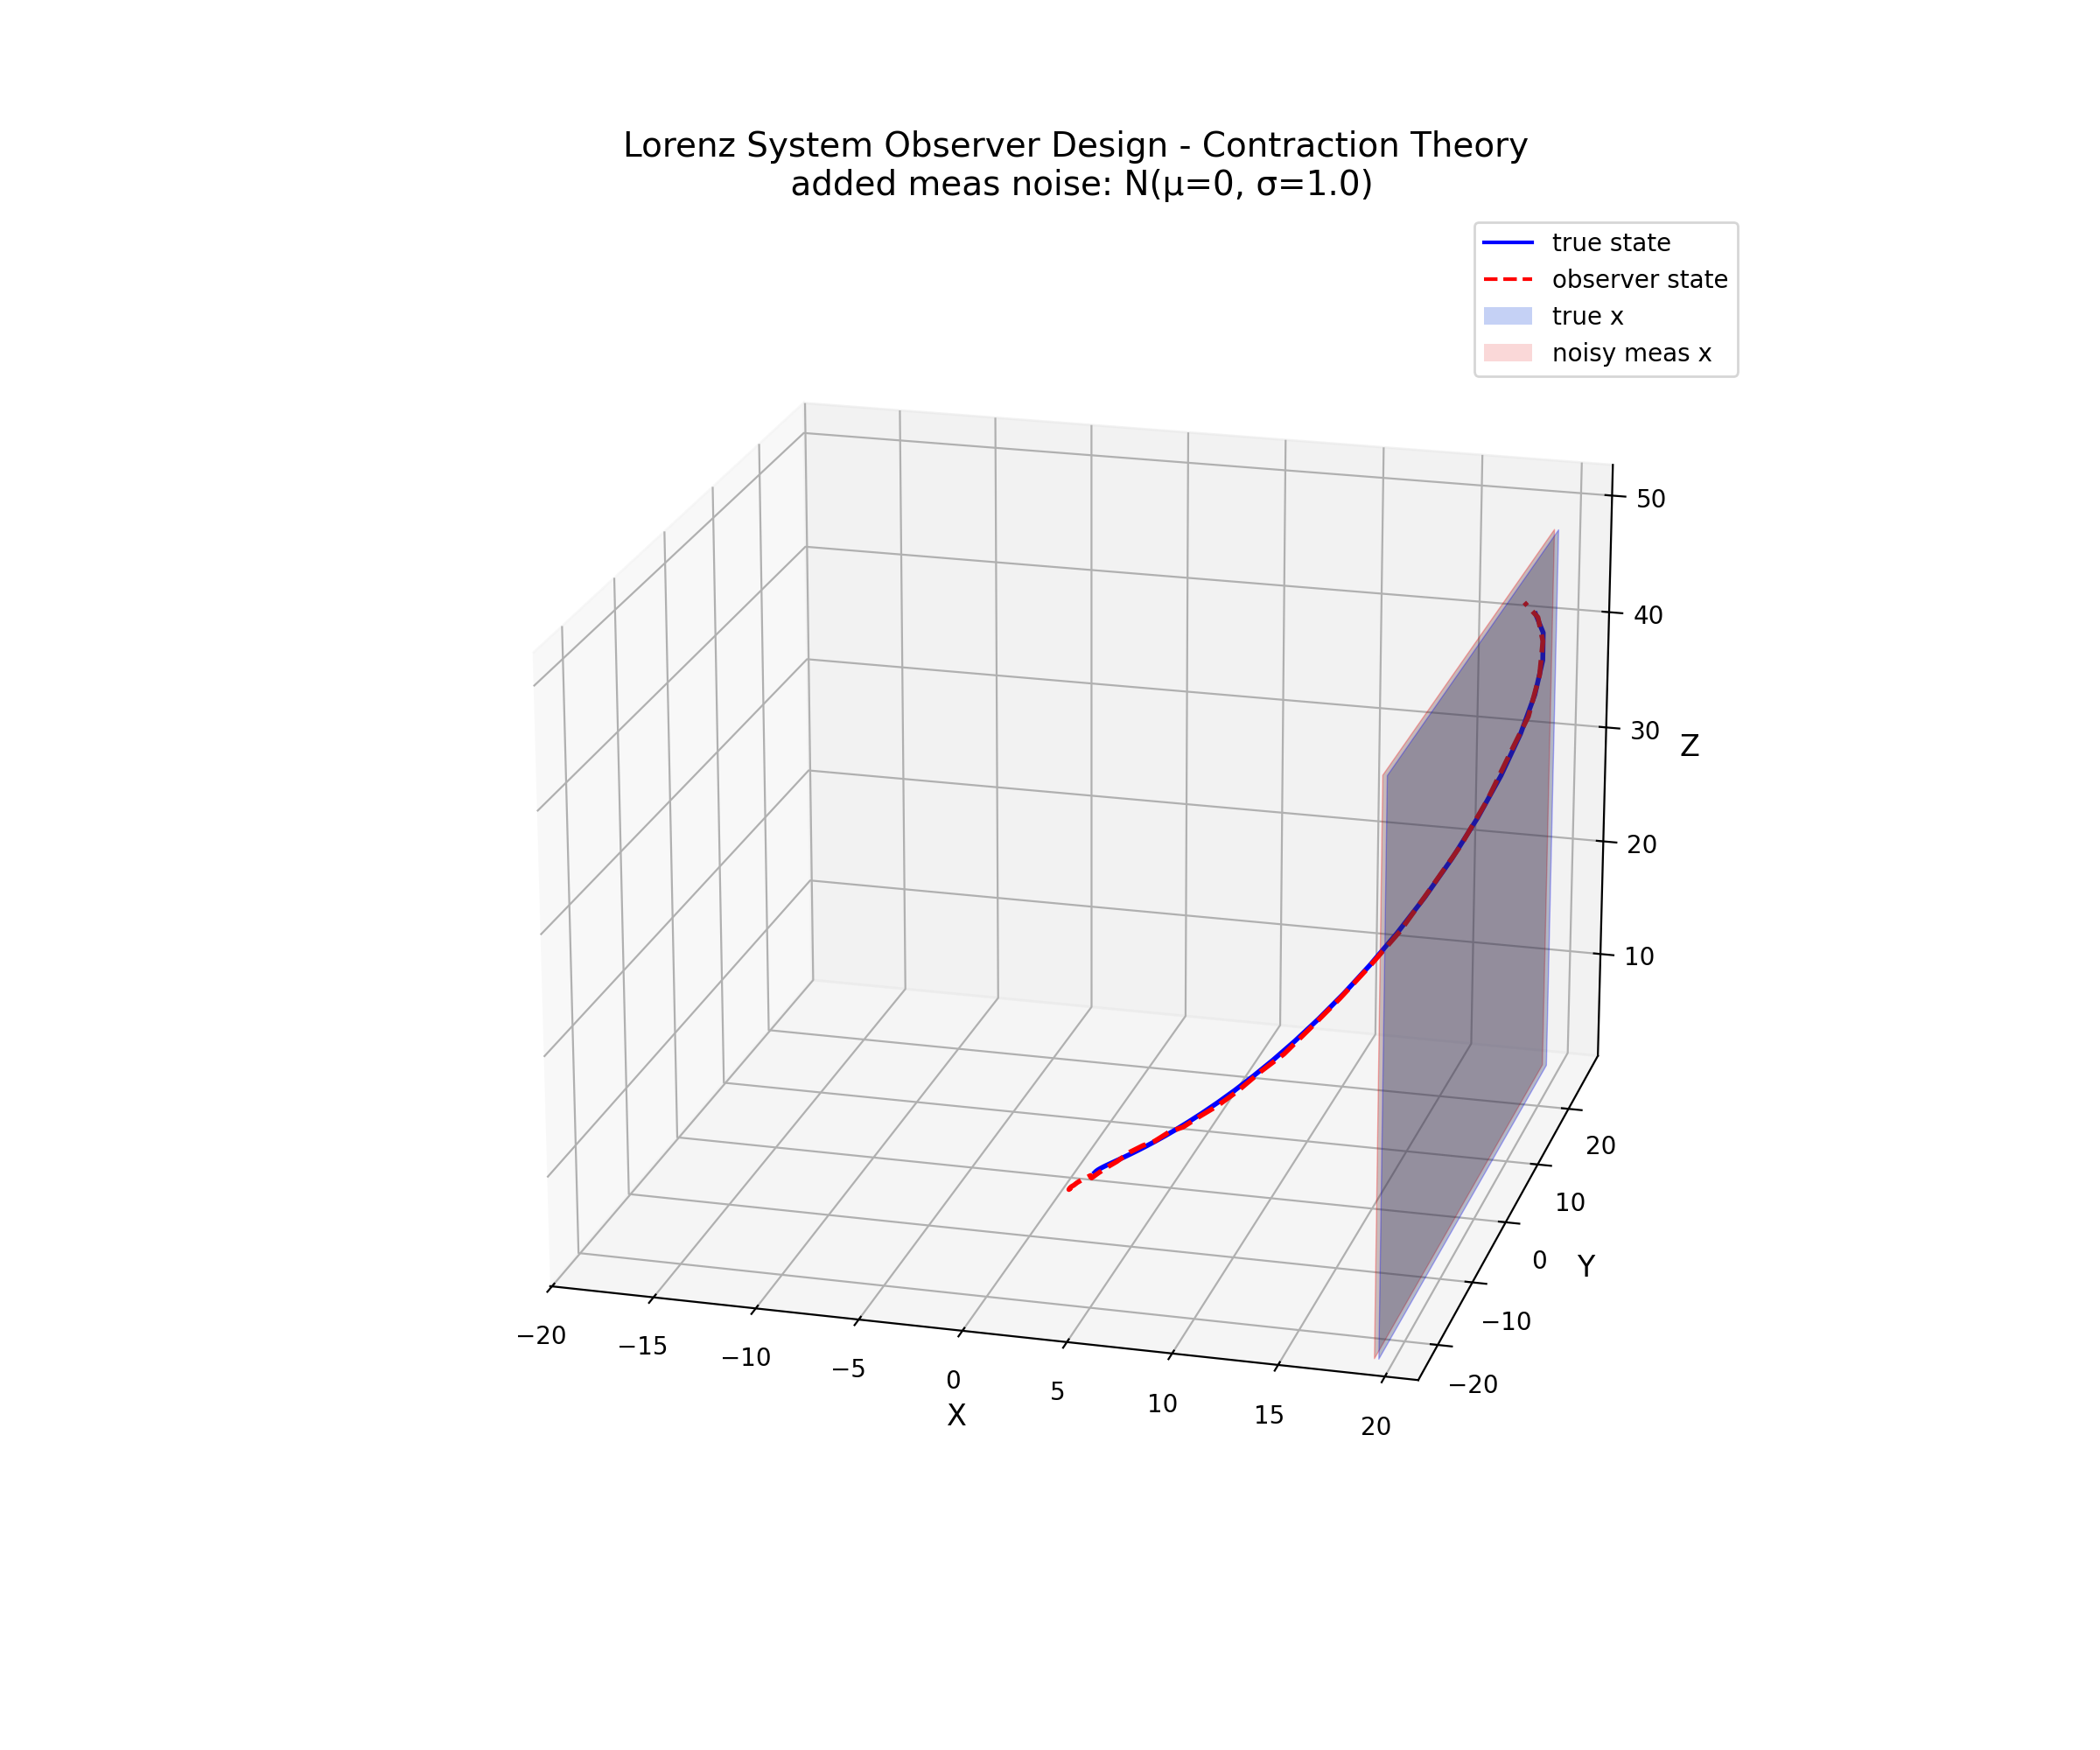 Lorenz System Observer Design - Contraction Theory
added meas noise: N(μ=0, σ=1.0)
true state
observer state
true x
noisy meas x
50
40
30
20
10
Z
20
10
0
−10
−20
Y
−20
−15
−10
−5
0
5
10
15
20
X